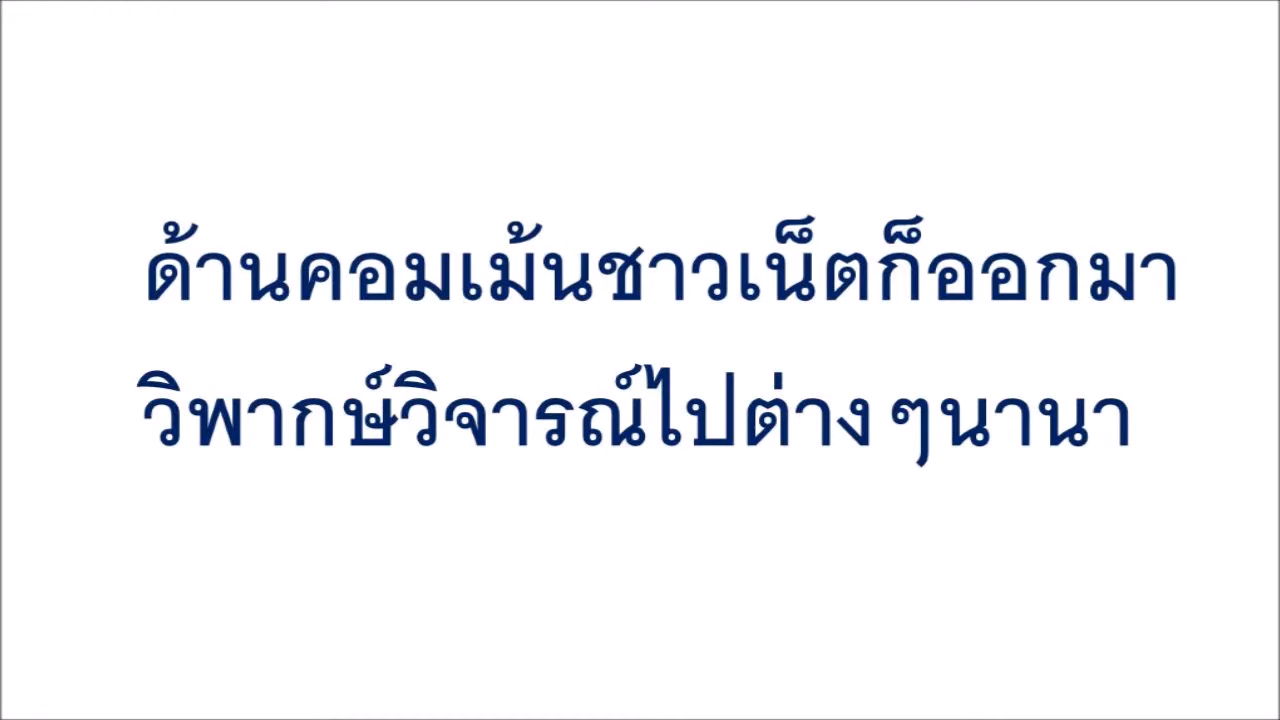 ด้านคอมเม้นชาวเน็ตก็ออกมา
วิพากษ์วิจารณ์ไปต่าง ๆนานา